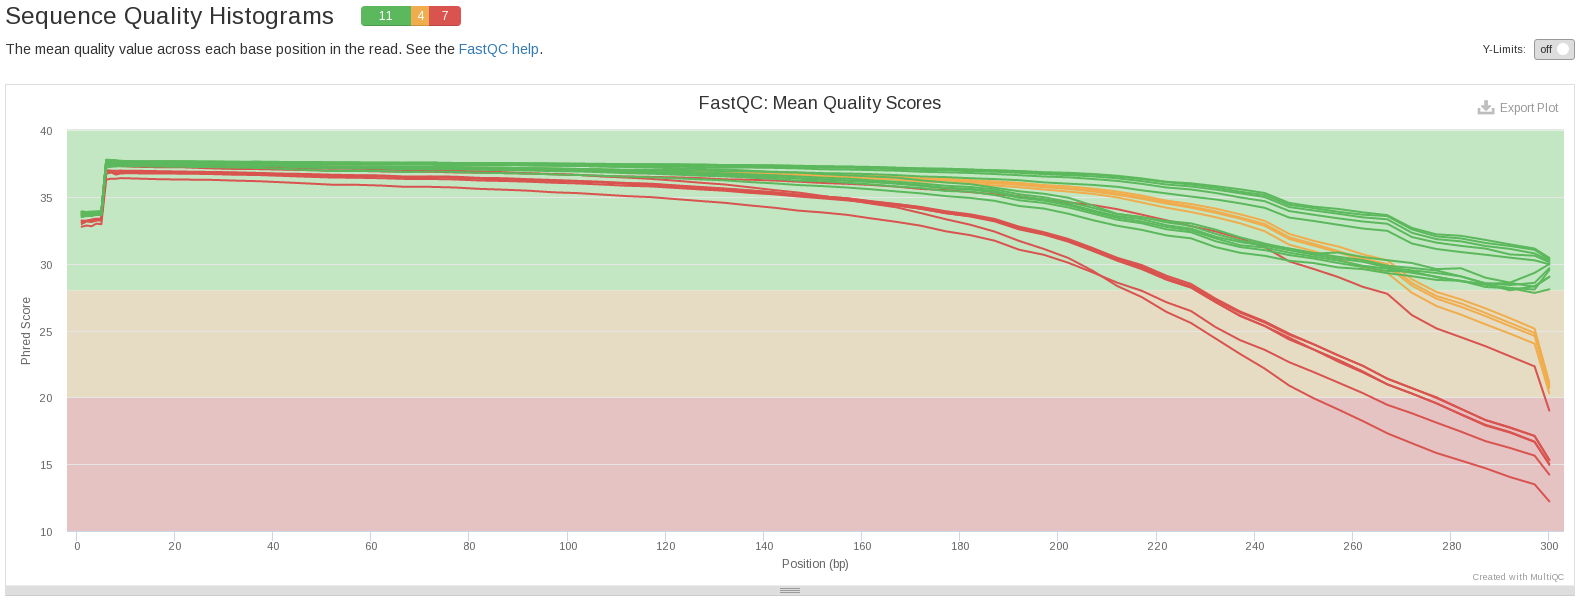 Sequence Quality Histograms 11 4 7
The mean quality value across each base position in the read. See the FastQC help.
Y-Limits: off
FastQC: Mean Quality Scores
Export Plot
Phred Score
40
35
30
25
20
15
10
0 20 40 60 80 100 120 140 160 180 200 220 240 260 280 300
Position (bp)
Created with MultiQC